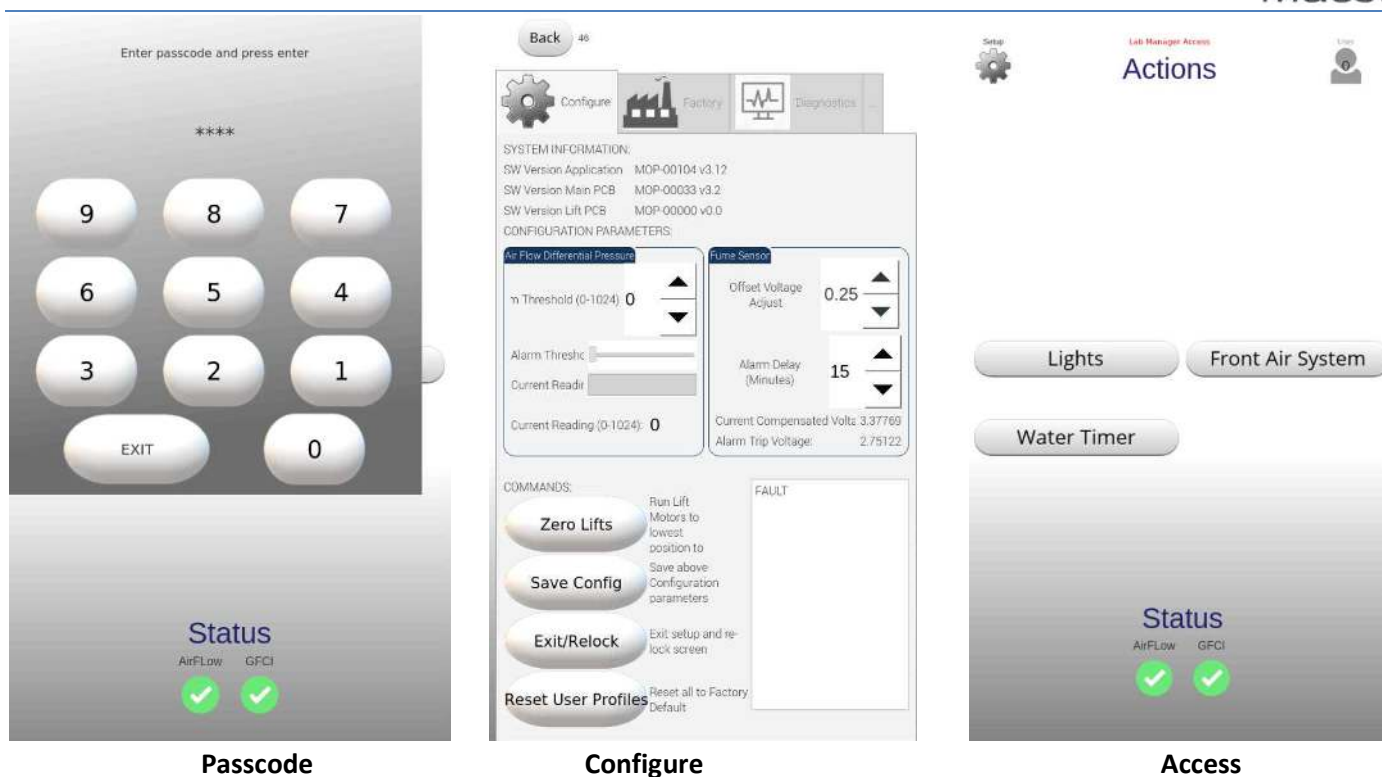 Enter passcode and press enter
****
9 8 7
6 5 4
3 2 1
EXIT 0
Status
AirFLow GFCI
Passcode
Back 46
Configure Factory Diagnostics ...
SYSTEM INFORMATION:
SW Version Application MOP-00104 v3.12
SW Version Main PCB MOP-00033 v3.2
SW Version Lift PCB MOP-00000 v0.0
CONFIGURATION PARAMETERS:
Air Flow Differential Pressure
n Threshold (0-1024) 0
Alarm Thresho
Current Readir
Current Reading (0-1024): 0
Fume Sensor
Offset Voltage
Adjust
0.25
Alarm Delay
(Minutes)
15
Current Compensated Volts 3.37769
Alarm Trip Voltage: 2.75122
COMMANDS:
Zero Lifts
Run Lift
Motors to
lowest
position to
Save Config
Save above
Configuration
parameters
Exit/Relock
Exit setup and re-
lock screen
Reset User Profiles
Reset all to Factory
Default
FAULT
Configure
Setup
Lab Manager Access
User
Actions
0
Lights Front Air System
Water Timer
Status
AirFLow GFCI
Access